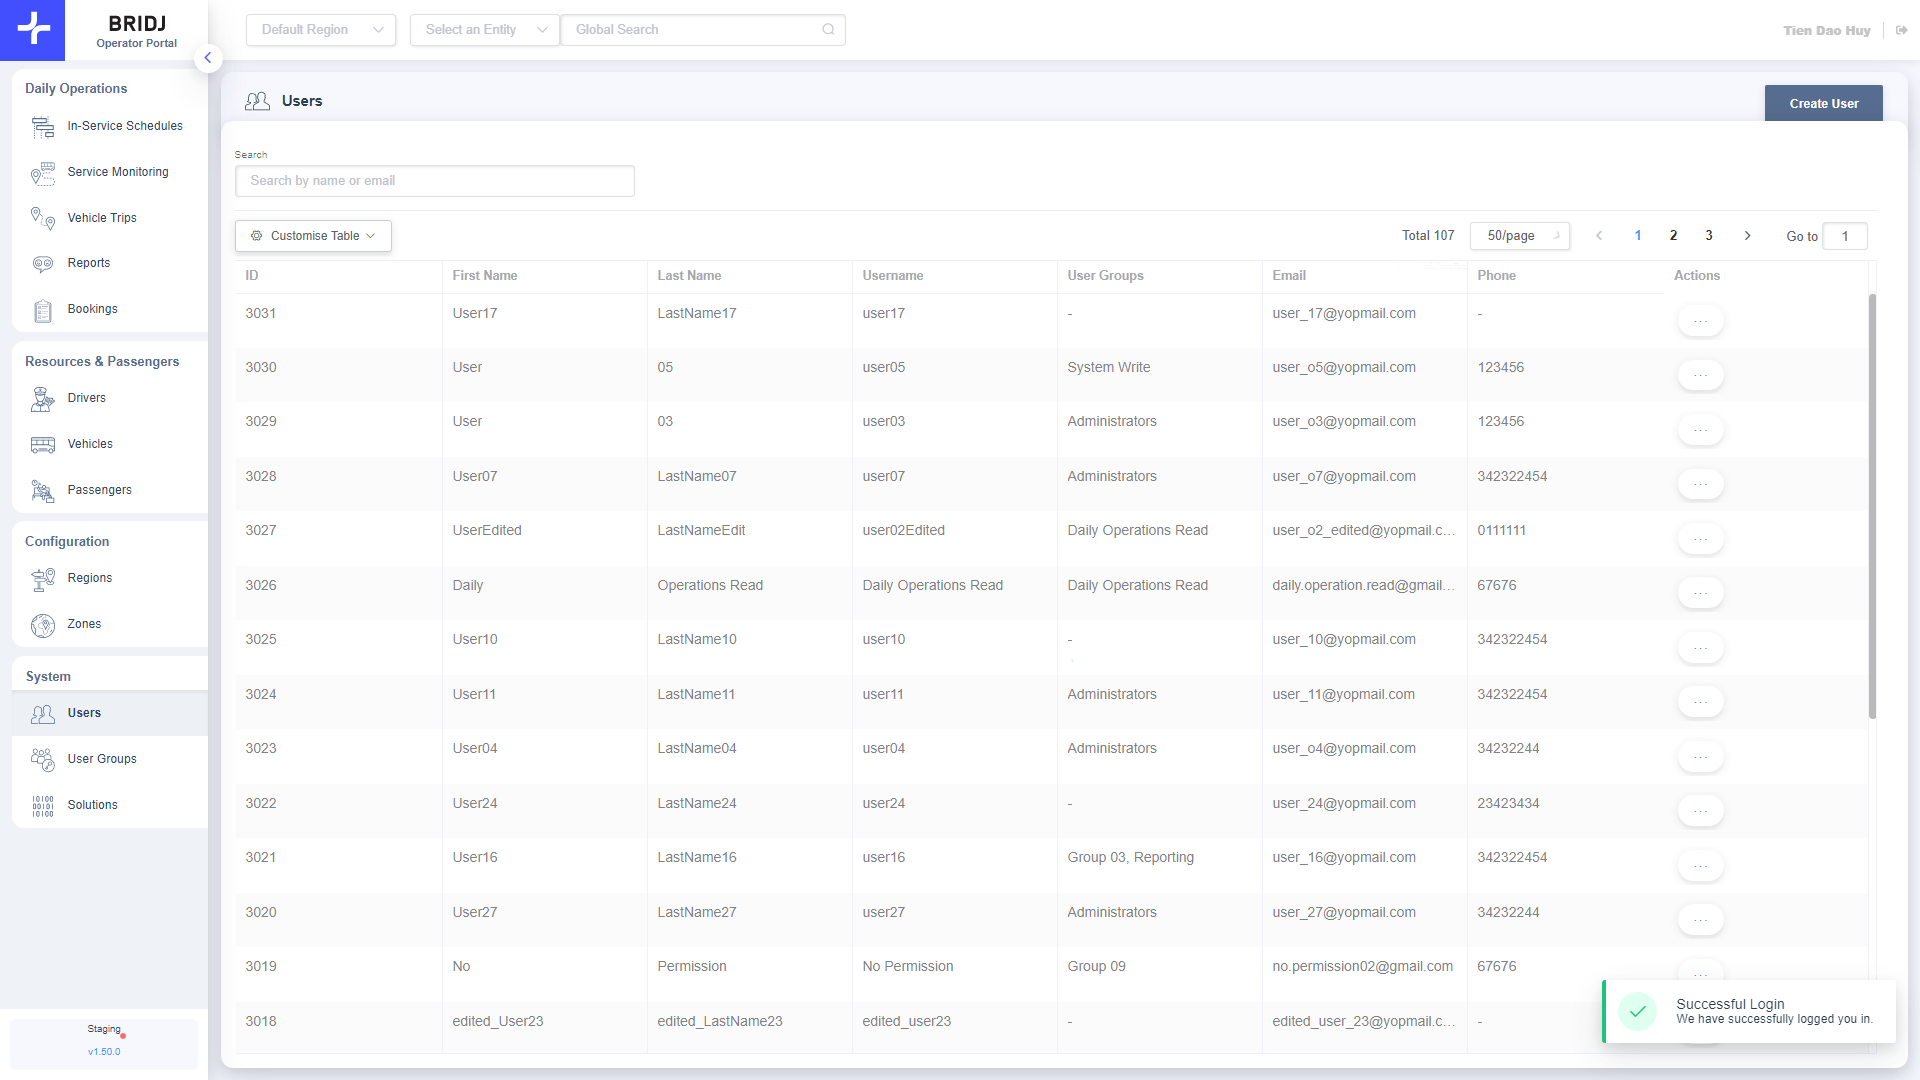 BRIDJ
Operator Portal
Default Region
Select an Entity
Global Search
Tien Dao Huy
Daily Operations
In-Service Schedules
Service Monitoring
Vehicle Trips
Reports
Bookings
Resources & Passengers
Drivers
Vehicles
Passengers
Configuration
Regions
Zones
System
Users
User Groups
Solutions
Staging
v1.50.0
Users
Create User
Search
Search by name or email
Customise Table
Total 107 50/page 1 2 3 Go to 1
ID First Name Last Name Username User Groups Email Phone Actions
3031 User17 LastName17 user17 - user_17@yopmail.com - ...
3030 User 05 user05 System Write user_o5@yopmail.com 123456 ...
3029 User 03 user03 Administrators user_o3@yopmail.com 123456 ...
3028 User07 LastName07 user07 Administrators user_o7@yopmail.com 342322454 ...
3027 UserEdited LastNameEdit user02Edited Daily Operations Read user_o2_edited@yopmail.c... 0111111 ...
3026 Daily Operations Read Daily Operations Read Daily Operations Read daily.operation.read@gmail... 67676 ...
3025 User10 LastName10 user10 - user_10@yopmail.com 342322454 ...
3024 User11 LastName11 user11 Administrators user_11@yopmail.com 342322454 ...
3023 User04 LastName04 user04 Administrators user_o4@yopmail.com 34232244 ...
3022 User24 LastName24 user24 - user_24@yopmail.com 23423434 ...
3021 User16 LastName16 user16 Group 03, Reporting user_16@yopmail.com 342322454 ...
3020 User27 LastName27 user27 Administrators user_27@yopmail.com 34232244 ...
3019 No Permission No Permission Group 09 no.permission02@gmail.com 67676 ...
3018 edited_User23 edited_LastName23 edited_user23 - edited_user_23@yopmail.c... -
Successful Login
We have successfully logged you in.